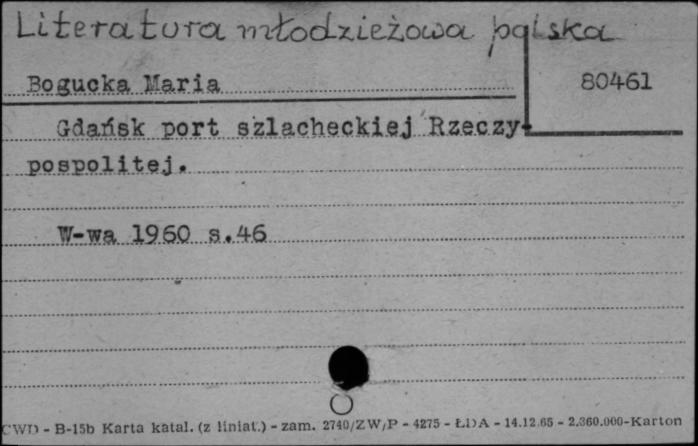 Literatura młodzieżowa polska
Bogucka Maria
80461
Gdańsk port szlacheckiej Rzeczy-
pospolitej.
W-wa 1960 s.46
CWD - B-15b Karta katal. (z liniat.) - zam. 2740/ZW/P - 4275 - ŁDA - 14.12.65 - 2.360.000-Karton